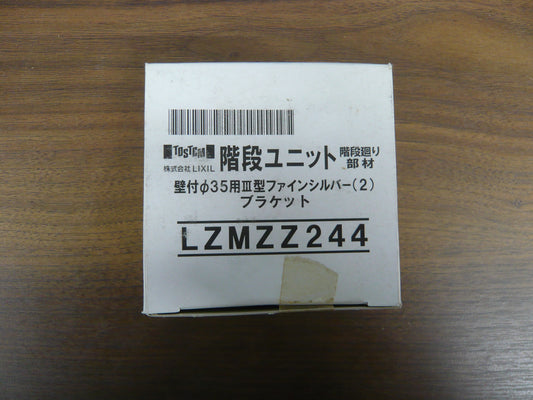 TOSTEM
株式会社 LIXIL
階段ユニット
階段廻り
部材
壁付φ35用Ⅲ型ファインシルバー(2)
ブラケット
LZMZZ244